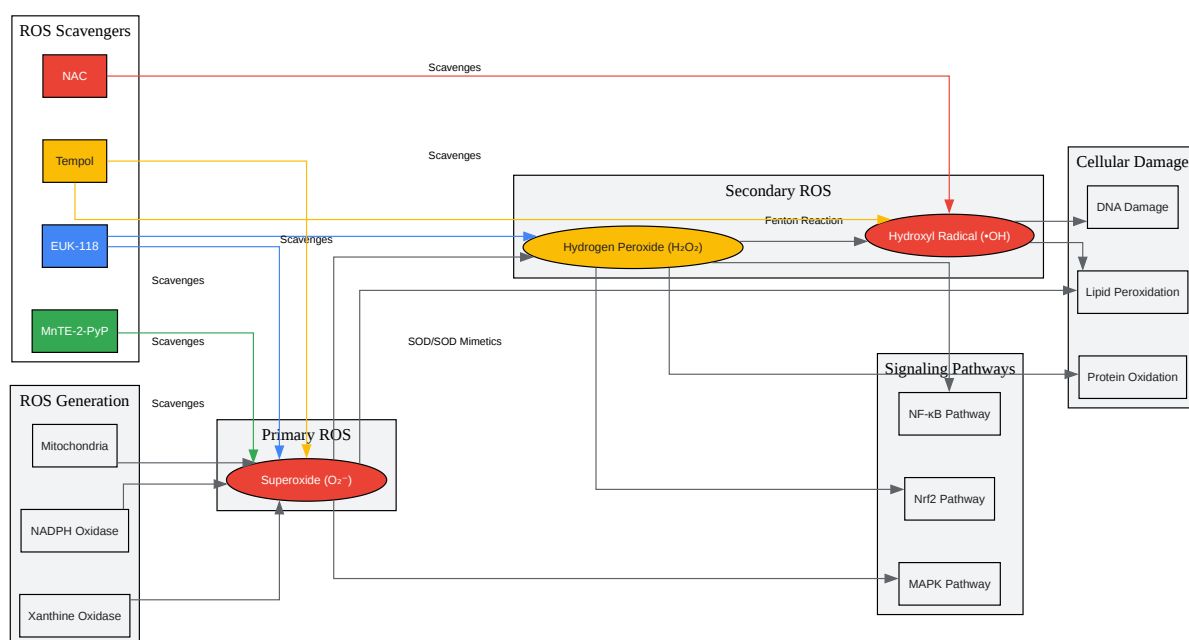 ROS Scavengers
NAC
Tempol
EUK-118
MnTE-2-PyP
ROS Generation
Mitochondria
NADPH Oxidase
Xanthine Oxidase
Scavenges
Scavenges
Scavenges
Scavenges
Scavenges
Scavenges
SOD/SOD Mimetics
Primary ROS
Superoxide (O₂⁻)
Secondary ROS
Fenton Reaction
Hydrogen Peroxide (H₂O₂)
Hydroxyl Radical (•OH)
Signaling Pathways
NF-κB Pathway
Nrf2 Pathway
MAPK Pathway
Cellular Damage
DNA Damage
Lipid Peroxidation
Protein Oxidation